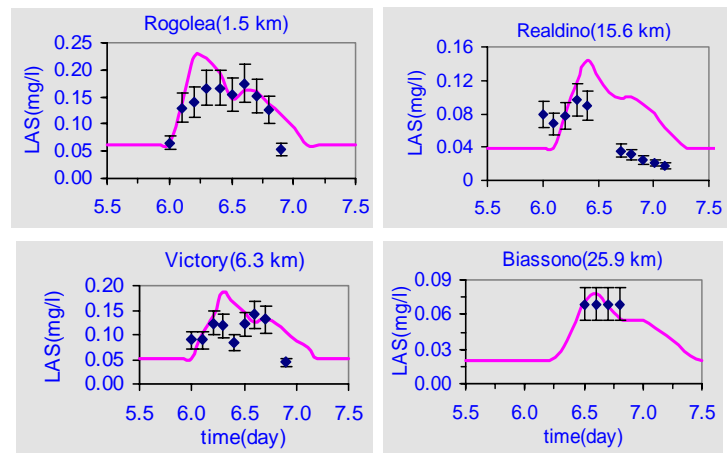 Rogolea(1.5 km)
LAS(mg/l)
0.25
0.20
0.15
0.10
0.05
0.00
5.5 6.0 6.5 7.0 7.5
Realdino(15.6 km)
LAS(mg/l)
0.16
0.12
0.08
0.04
0
5.5 6.0 6.5 7.0 7.5
Victory(6.3 km)
LAS(mg/l)
0.20
0.15
0.10
0.05
0.00
5.5 6.0 6.5 7.0 7.5
time(day)
Biassono(25.9 km)
LAS(mg/l)
0.09
0.06
0.03
0.00
5.5 6.0 6.5 7.0 7.5
time(day)